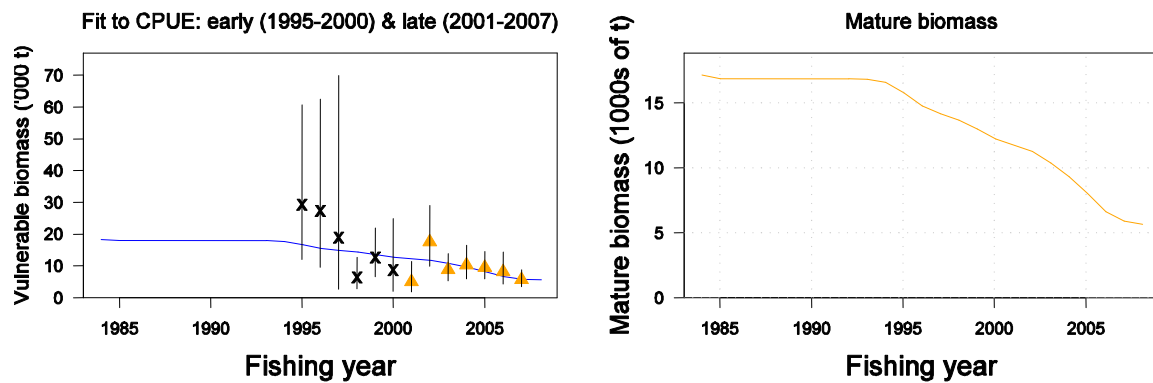 Fit to CPUE: early (1995-2000) & late (2001-2007)
Vulnerable biomass ('000 t)
70
60
50
40
30
20
10
0
1985 1990 1995 2000 2005
Fishing year
Mature biomass
Mature biomass (1000s of t)
15
10
5
0
1985 1990 1995 2000 2005
Fishing year